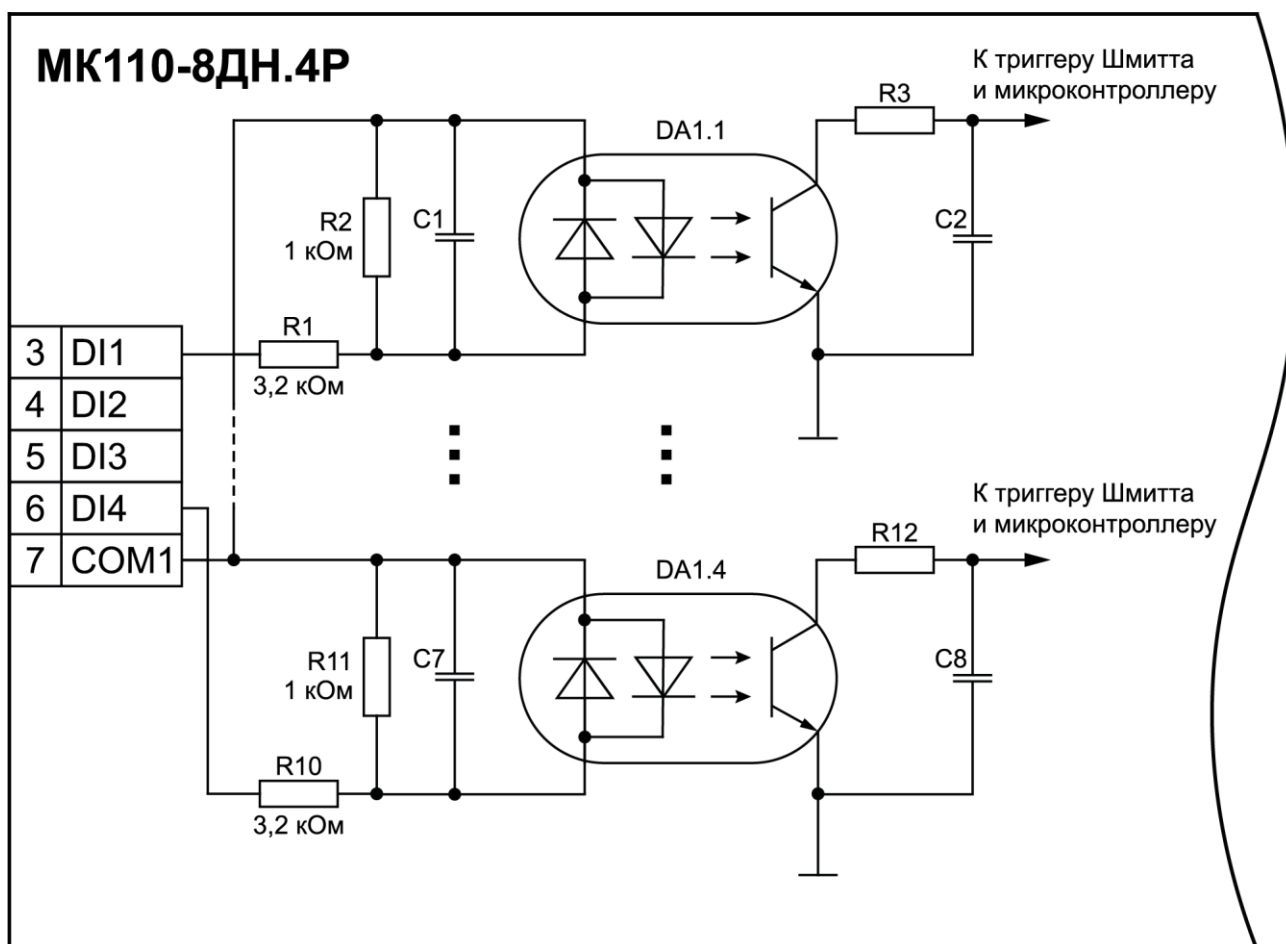 МК110-8ДН.4Р
К триггеру Шмитта
и микроконтроллеру
R3
DA1.1
R2
1 кОм
C1
C2
R1
3,2 кОм
3 DI1
4 DI2
5 DI3
6 DI4
7 COM1
К триггеру Шмитта
и микроконтроллеру
R12
DA1.4
R11
1 кОм
C7
C8
R10
3,2 кОм